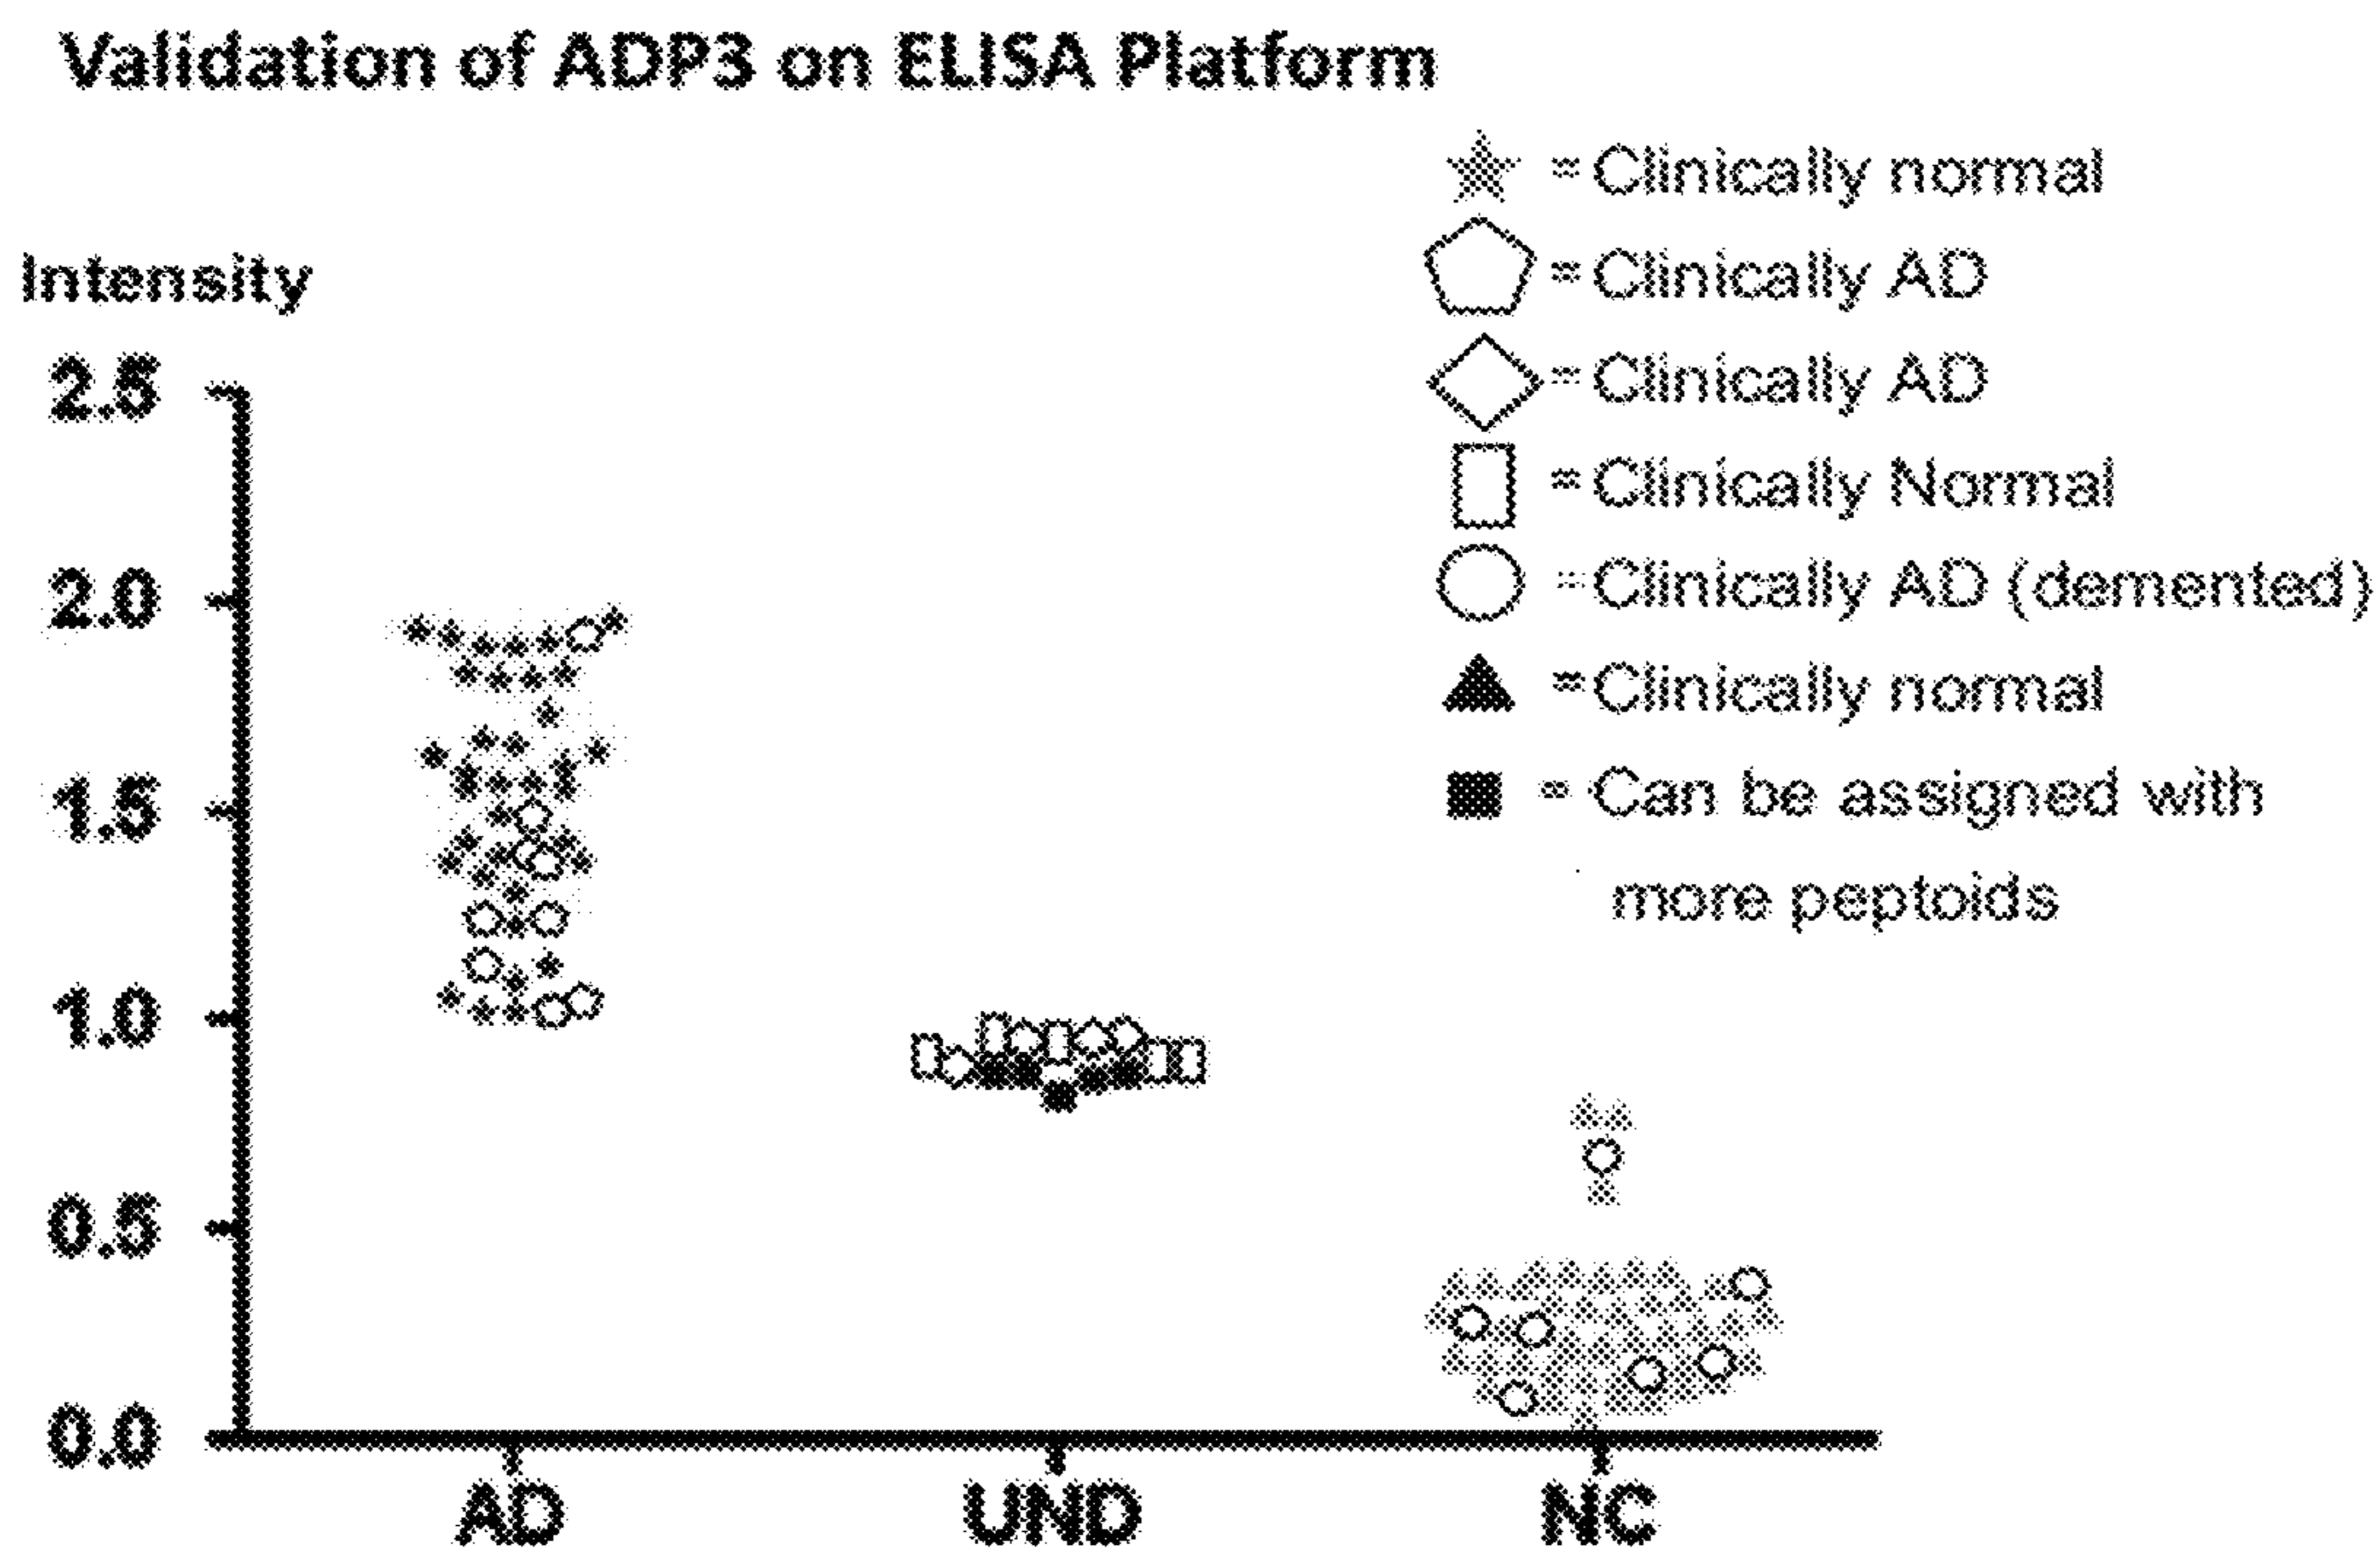 Validation of ADP3 on ELISA Platform
= Clinically normal
Intensity
= Clinically AD
= Clinically AD
= Clinically Normal
= Clinically AD (demented)
= Clinically normal
= Can be assigned with
more peptoids
2.5
2.0
1.5
1.0
0.5
0.0
AD UND NC